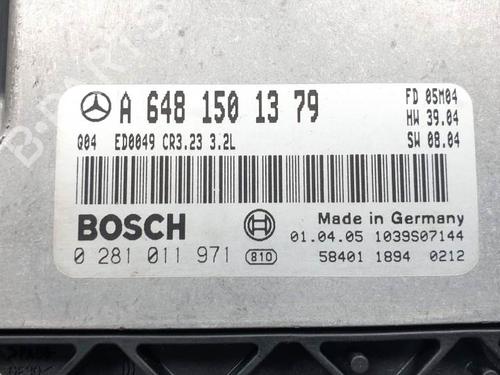 A 648 150 13 79
FD 05M04
HW 39.04
SW 08.04
Q04 ED0049 CR3.23 3.2L
BOSCH
0 281 011 971
810
Made in Germany
01.04.05 1039S07144
58401 1894 0212
B-PARTS